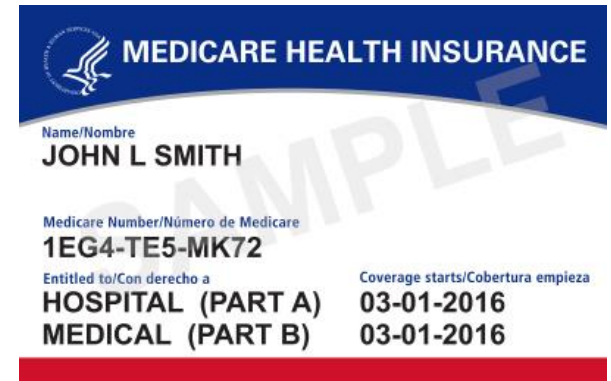 MEDICARE HEALTH INSURANCE
Name/Nombre
JOHN L SMITH
Medicare Number/Número de Medicare
1EG4-TE5-MK72
Entitled to/Con derecho a Coverage starts/Cobertura empieza
HOSPITAL (PART A) 03-01-2016
MEDICAL (PART B) 03-01-2016
SAMPLE